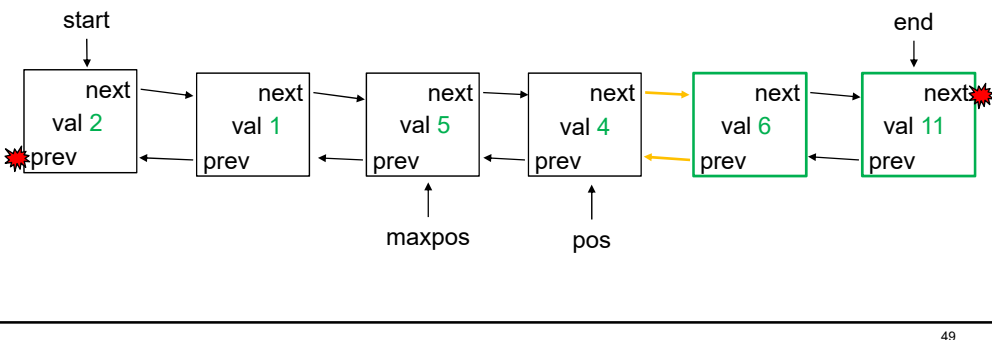 start
end
next
next
next
next
next
next
val 2
val 1
val 5
val 4
val 6
val 11
prev
prev
prev
prev
prev
prev
maxpos
pos
49